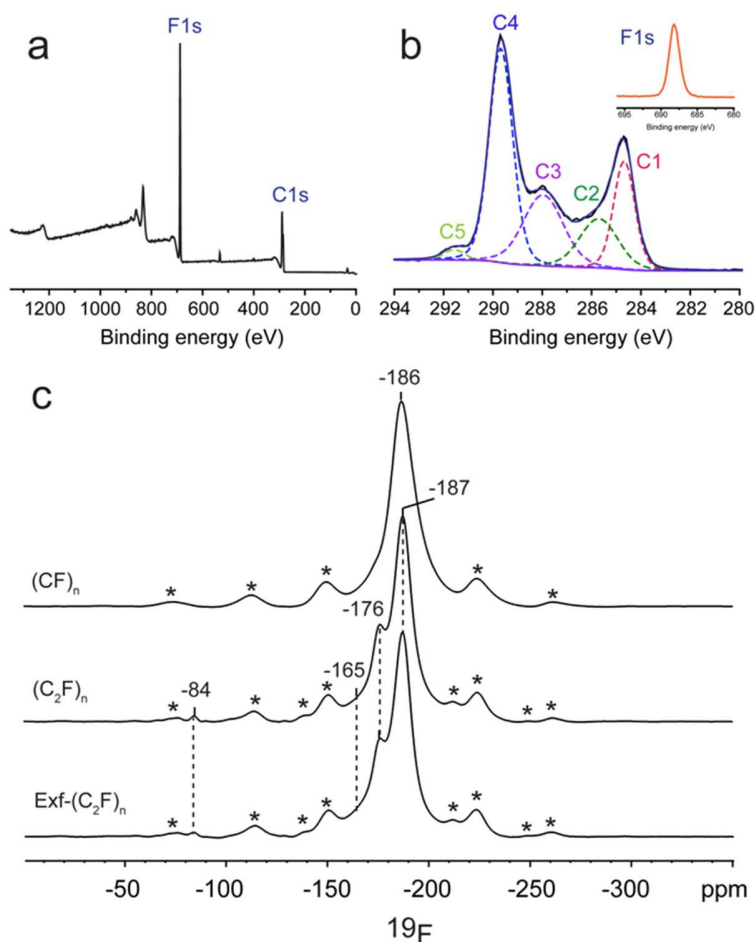 a
F1s
C1s
1200 1000 800 600 400 200 0
Binding energy (eV)
b
C4
F1s
C3
C2
C1
C5
695 690 685 680
Binding energy (eV)
294 292 290 288 286 284 282 280
Binding energy (eV)
c
-186
-187
(CF)n
* * * * *
-176
-165
(C2F)n
-84
* * * * * * * *
Exf-(C2F)n
* * * * * * * *
-50 -100 -150 -200 -250 -300 ppm
19F